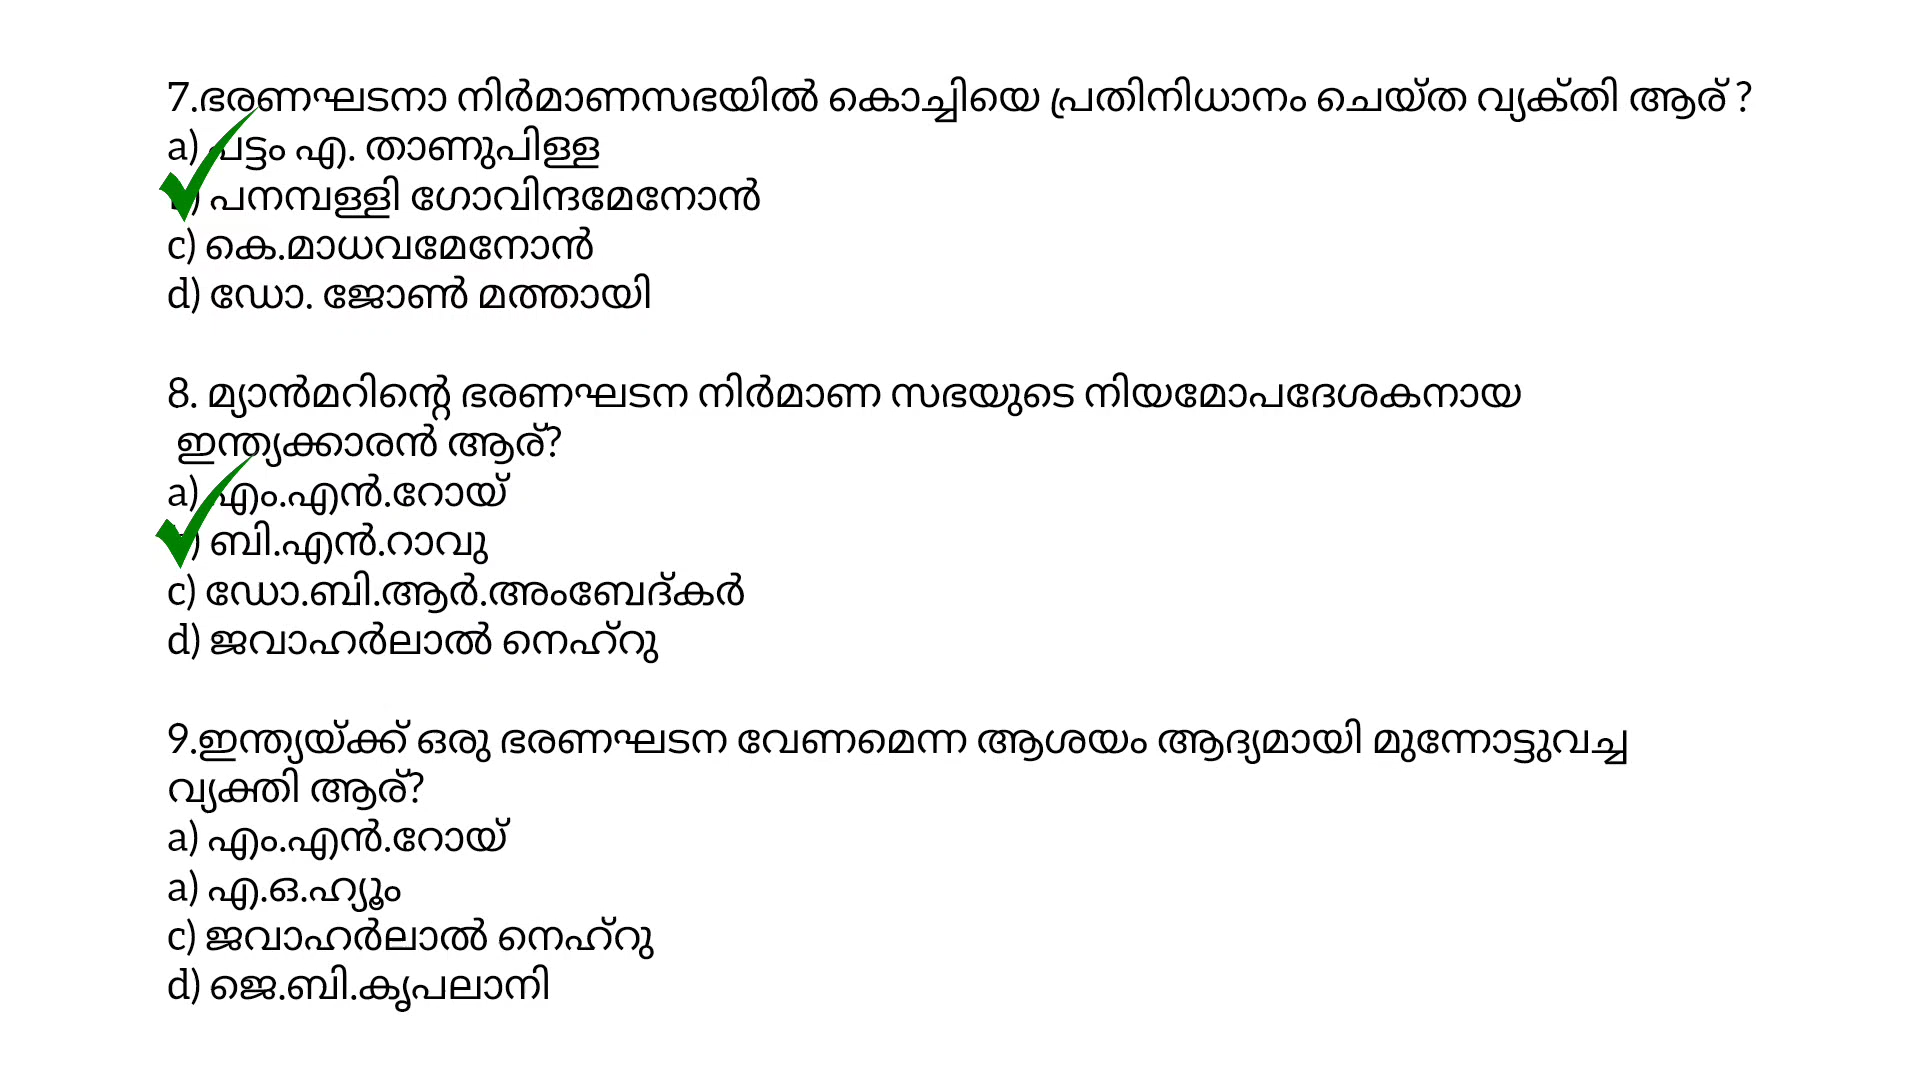 7.ഭരണഘടനാ നിർമാണസഭയിൽ കൊച്ചിയെ പ്രതിനിധാനം ചെയ്ത വ്യക്തി ആര് ?
a) പട്ടം എ. താണുപിള്ള
b) പനമ്പള്ളി ഗോവിന്ദമേനോൻ
c) കെ.മാധവമേനോൻ
d) ഡോ. ജോൺ മത്തായി
8. മ്യാൻമറിന്റെ ഭരണഘടന നിർമാണ സഭയുടെ നിയമോപദേശകനായ
ഇന്ത്യക്കാരൻ ആര്?
a) എം.എൻ.റോയ്
b) ബി.എൻ.റാവു
c) ഡോ.ബി.ആർ.അംബേദ്കർ
d) ജവാഹർലാൽ നെഹ്റു
9.ഇന്ത്യയ്ക്ക് ഒരു ഭരണഘടന വേണമെന്ന ആശയം ആദ്യമായി മുന്നോട്ടുവച്ച
വ്യക്തി ആര്?
a) എം.എൻ.റോയ്
a) എ.ഒ.ഹ്യൂം
c) ജവാഹർലാൽ നെഹ്റു
d) ജെ.ബി.കൃപലാനി